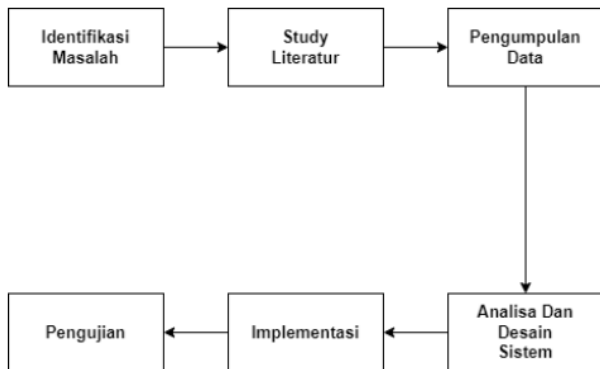 Identifikasi
Masalah
Study
Literatur
Pengumpulan
Data
Analisa Dan
Desain
Sistem
Implementasi
Pengujian